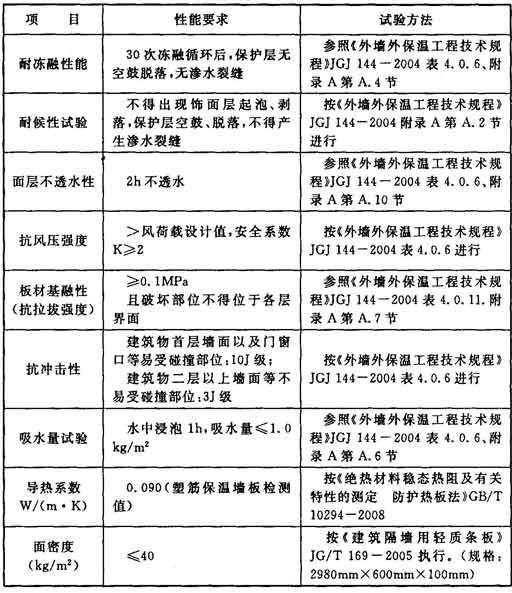 项 目
性能要求
试验方法
耐冻融性能
30次冻融循环后,保护层无
空鼓脱落,无渗水裂缝
参照《外墙外保温工程技术规
程》JGJ 144-2004 表 4.0.6、附
录 A 第 A.4 节
耐候性试验
不得出现饰面层起泡、剥
落,保护层空鼓、脱落,不得产
生渗水裂缝
按《外墙外保温工程技术规程》
JGJ 144-2004 附录 A 第 A.2 节
进行
面层不透水性
2h 不透水
参照《外墙外保温工程技术规
程》JGJ 144-2004 表 4.0.6、附
录 A 第 A.10 节
抗风压强度
>风荷载设计值,安全系数
K≥2
按《外墙外保温工程技术规程》
JGJ 144-2004 表 4.0.6 进行
板材基融性
(抗拉拔强度)
≥0.1MPa
且破坏部位不得位于各层
界面
参照《外墙外保温工程技术规
程》JGJ 144-2004 表 4.0.11.附
录 A 第 A.7 节
抗冲击性
建筑物首层墙面以及门窗
口等易受碰撞部位:10J 级;
建筑物二层以上墙面等不
易受碰撞部位:3J 级
按《外墙外保温工程技术规程》
JGJ 144-2004 表 4.0.6 进行
吸水量试验
水中浸泡 1h,吸水量≤1.0
kg/m²
参照《外墙外保温工程技术规
程》JGJ 144-2004 表 4.0.6、附
录 A 第 A.6 节
导热系数
W/(m·K)
0.090(塑筋保温墙板检测
值)
按《绝热材料稳态热阻及有关
特性的测定 防护热板法》GB/T
10294-2008
面密度
(kg/m²)
≤40
按《建筑隔墙用轻质条板》
JG/T 169-2005 执行。(规格:
2980mm×600mm×100mm)